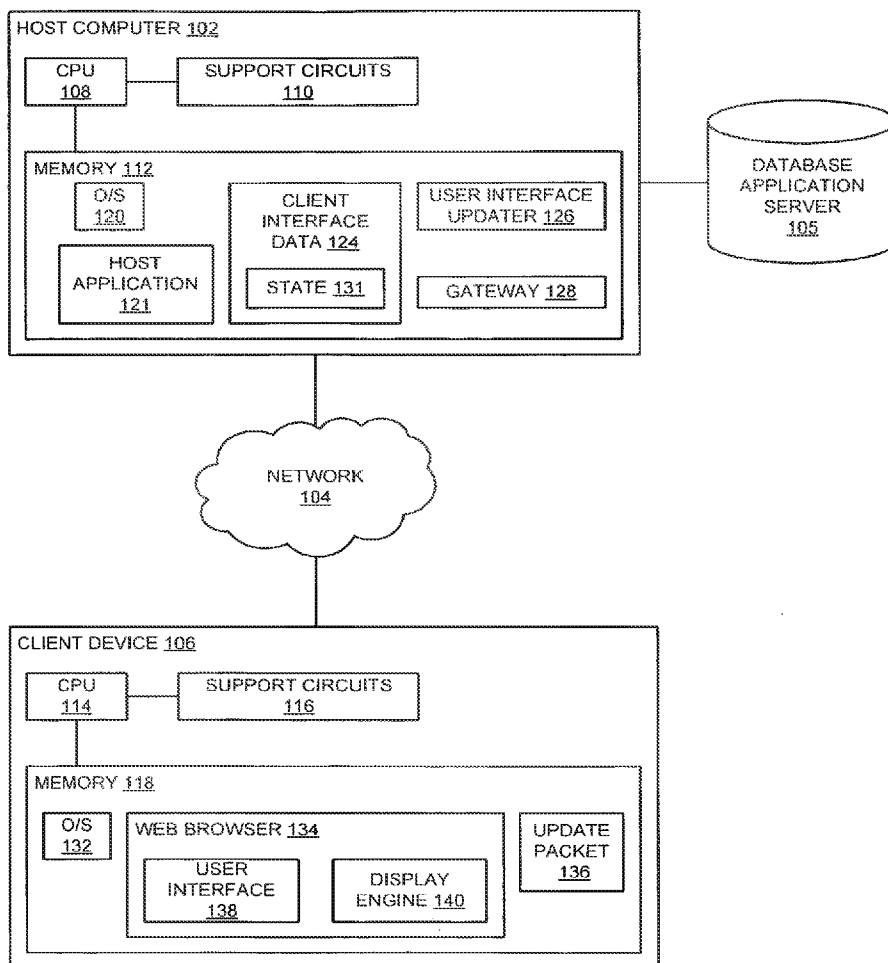 HOST COMPUTER 102
CPU
108
SUPPORT CIRCUITS
110
MEMORY 112
O/S
120
HOST
APPLICATION
121
CLIENT
INTERFACE
DATA 124
STATE 131
USER INTERFACE
UPDATER 126
GATEWAY 128
DATABASE
APPLICATION
SERVER
105
NETWORK
104
CLIENT DEVICE 106
CPU
114
SUPPORT CIRCUITS
116
MEMORY 118
O/S
132
WEB BROWSER 134
USER
INTERFACE
138
DISPLAY
ENGINE 140
UPDATE
PACKET
136